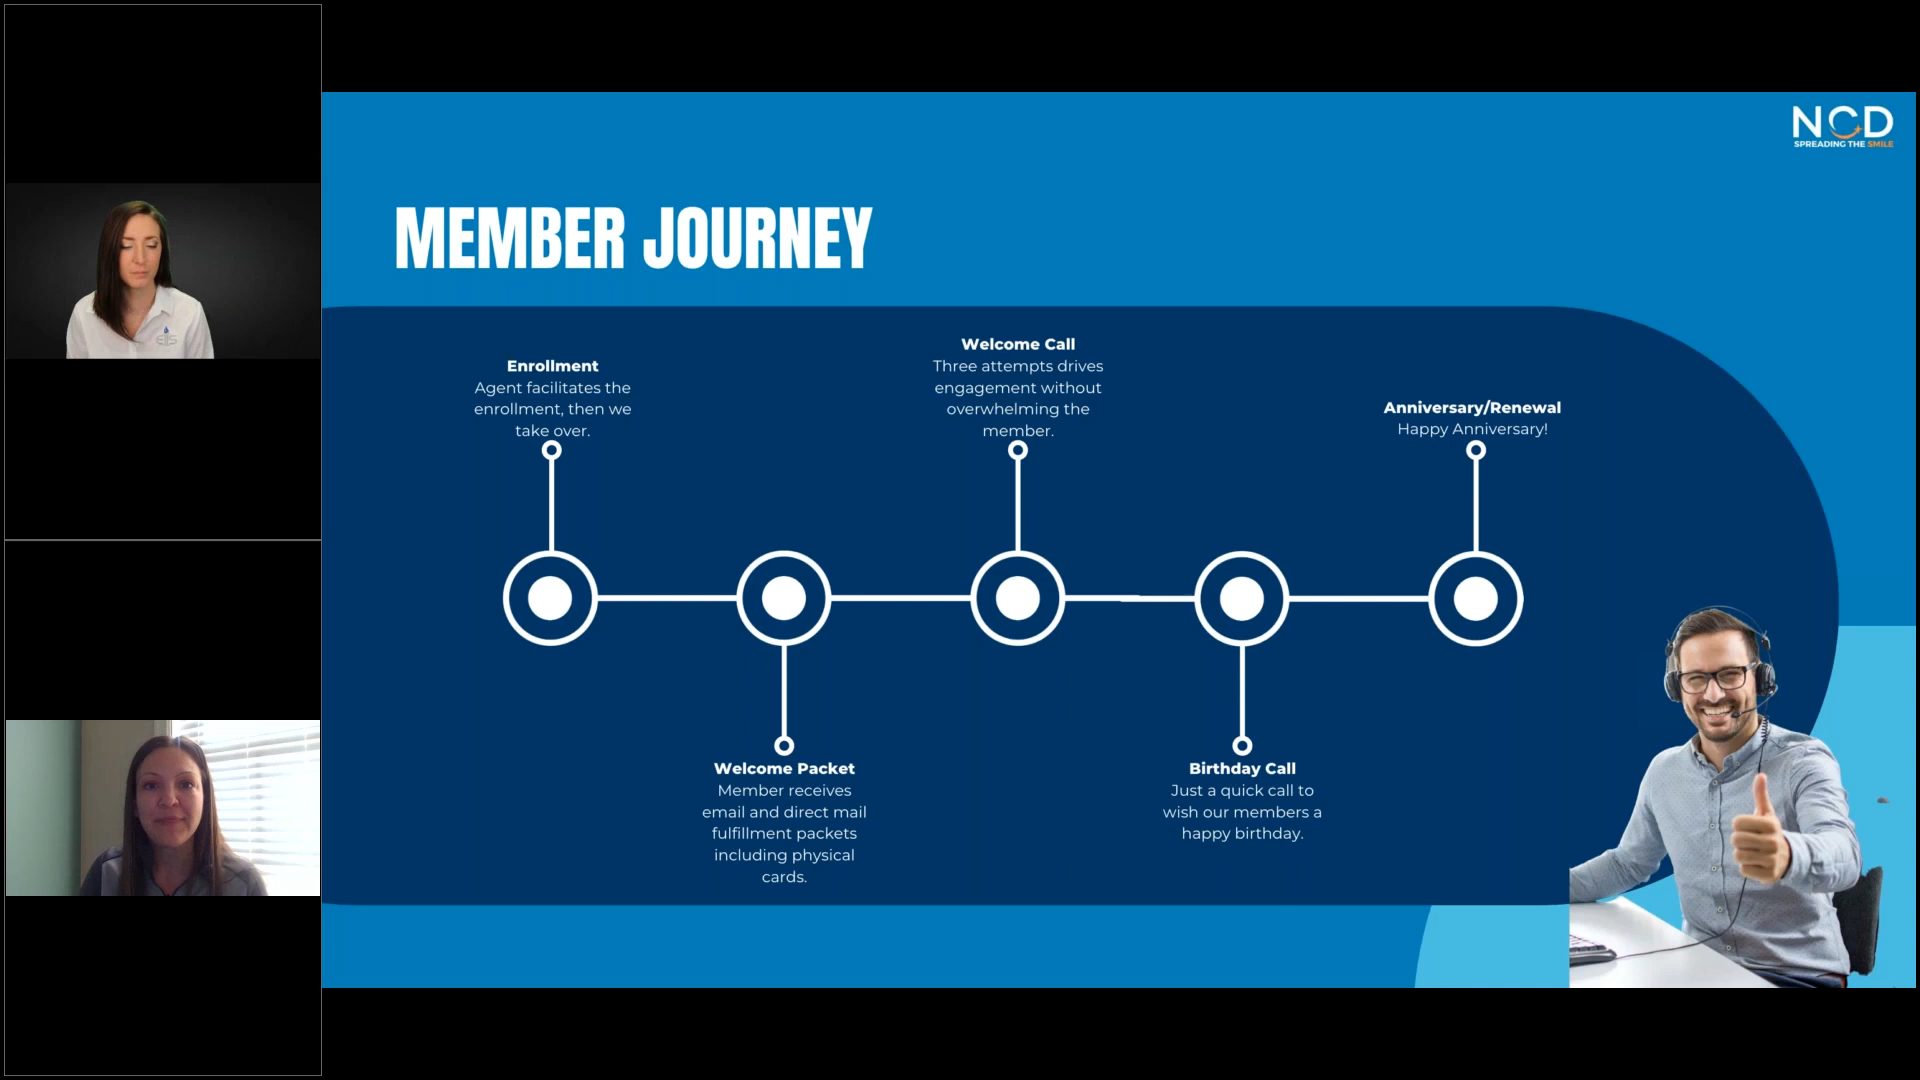 NCD
SPREADING THE SMILE
MEMBER JOURNEY
Enrollment
Agent facilitates the
enrollment, then we
take over.
Welcome Call
Three attempts drives
engagement without
overwhelming the
member.
Anniversary/Renewal
Happy Anniversary!
Welcome Packet
Member receives
email and direct mail
fulfillment packets
including physical
cards.
Birthday Call
Just a quick call to
wish our members a
happy birthday.